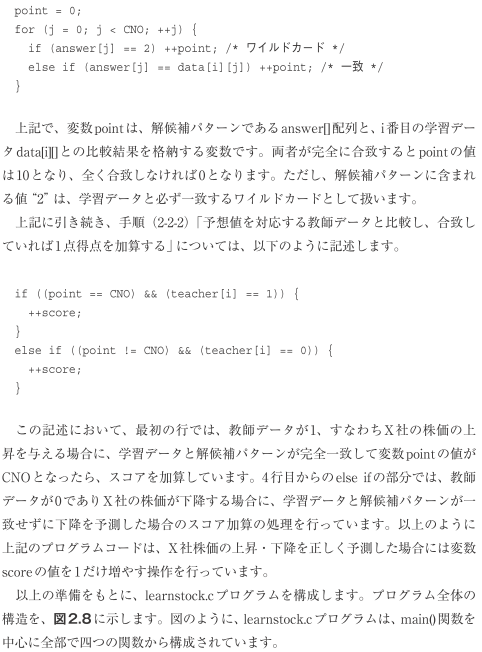 point = 0;
for (j = 0; j < CNO; ++j) {
  if (answer[j] == 2) ++point; /* ワイルドカード */
  else if (answer[j] == data[i][j]) ++point; /* 一致 */
}
　上記で、変数pointは、解候補パターンであるanswer[]配列と、i番目の学習デー
タdata[i][]との比較結果を格納する変数です。両者が完全に合致するとpointの値
は10となり、全く合致しなければ0となります。ただし、解候補パターンに含まれ
る値“2”は、学習データと必ず一致するワイルドカードとして扱います。
　上記に引き続き、手順（2-2-2）「予想値を対応する教師データと比較し、合致し
ていれば1点得点を加算する」については、以下のように記述します。
if ((point == CNO) && (teacher[i] == 1)) {
  ++score;
}
else if ((point != CNO) && (teacher[i] == 0)) {
  ++score;
}
　この記述において、最初の行では、教師データが1、すなわちX社の株価の上
昇を与える場合に、学習データと解候補パターンが完全一致して変数pointの値が
CNOとなったら、スコアを加算しています。4行目からのelse ifの部分では、教師
データが0でありX社の株価が下降する場合に、学習データと解候補パターンが一
致せずに下降を予測した場合のスコア加算の処理を行っています。以上のように
上記のプログラムコードは、X社株価の上昇・下降を正しく予測した場合には変数
scoreの値を1だけ増やす操作を行っています。
　以上の準備をもとに、learnstock.cプログラムを構成します。プログラム全体の
構造を、図2.8に示します。図のように、learnstock.cプログラムは、main()関数を
中心に全部で四つの関数から構成されています。